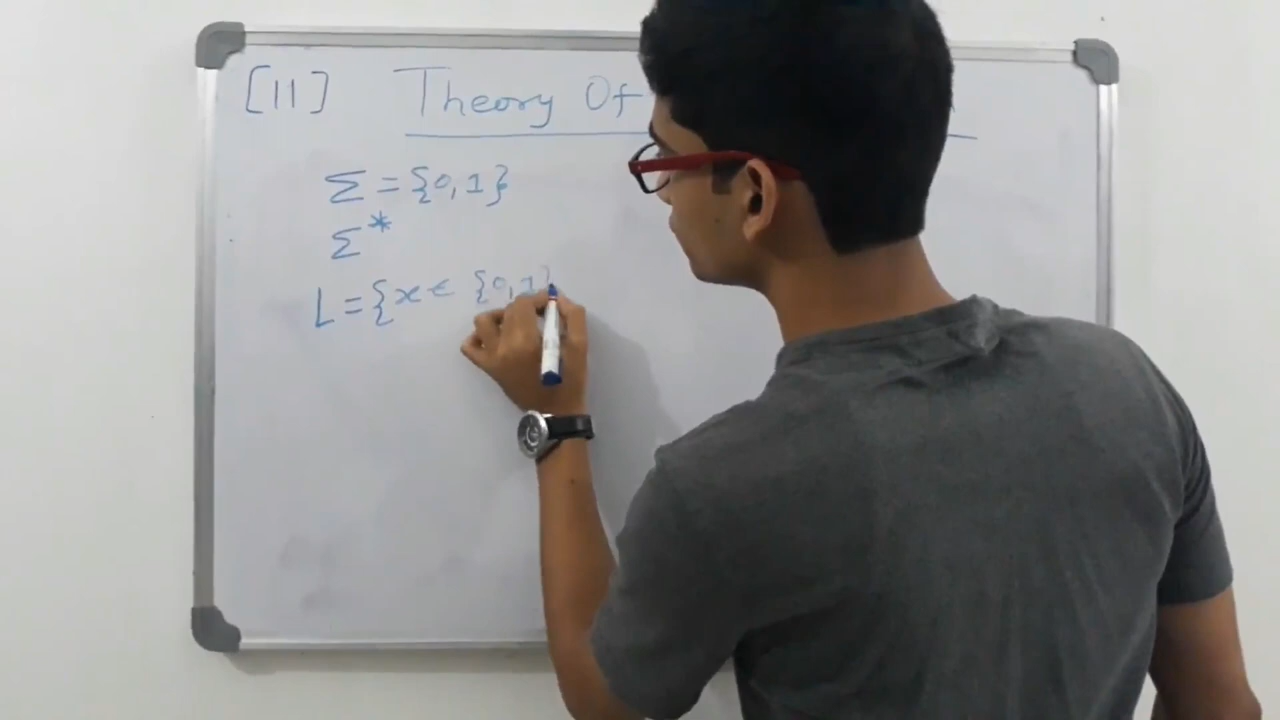 [11] Theory Of
Σ = {0,1}
Σ*
L = {x ∈ {0,1}